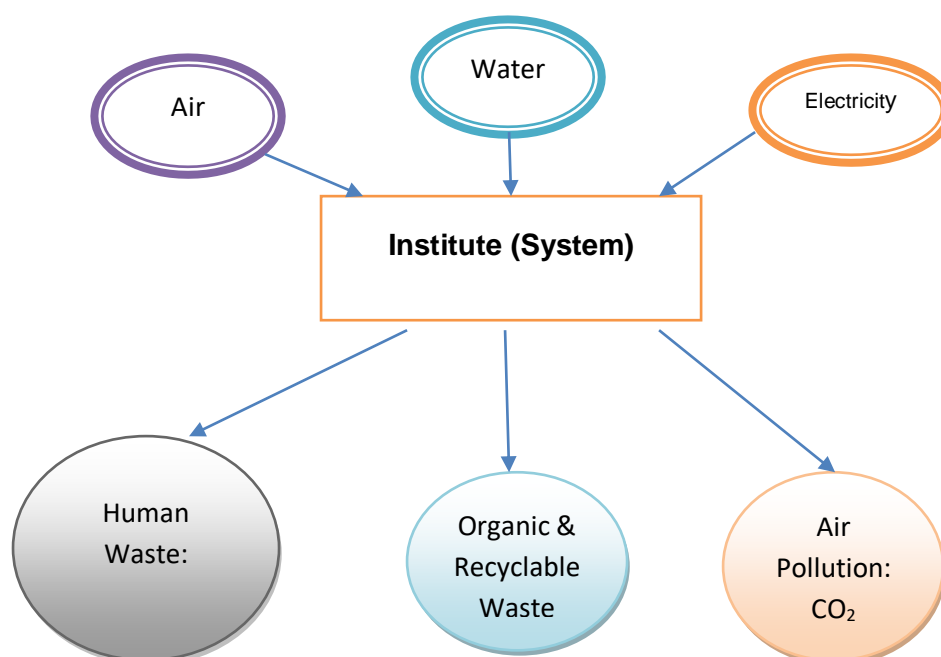 Air
Water
Electricity
Institute (System)
Human
Waste:
Organic &
Recyclable
Waste
Air
Pollution:
CO₂